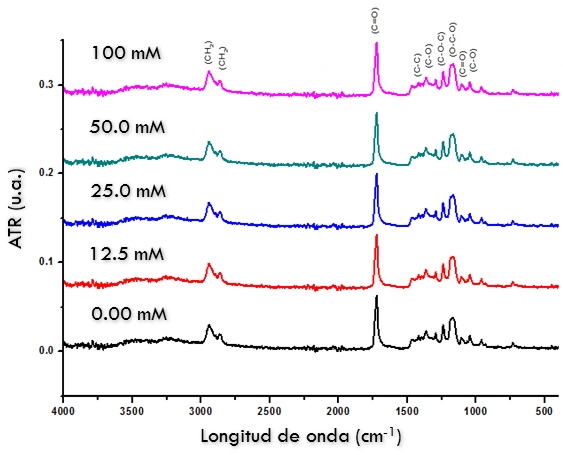 (C=O)
(CH2)
(CH2)
(C-C)
(C-O)
(C-O-C)
(O-C-O)
(C=O)
(C-O)
100 mM
50.0 mM
25.0 mM
12.5 mM
0.00 mM
ATR (u.a.)
0.3
0.2
0.1
0.0
4000 3500 3000 2500 2000 1500 1000 500
Longitud de onda (cm-1)